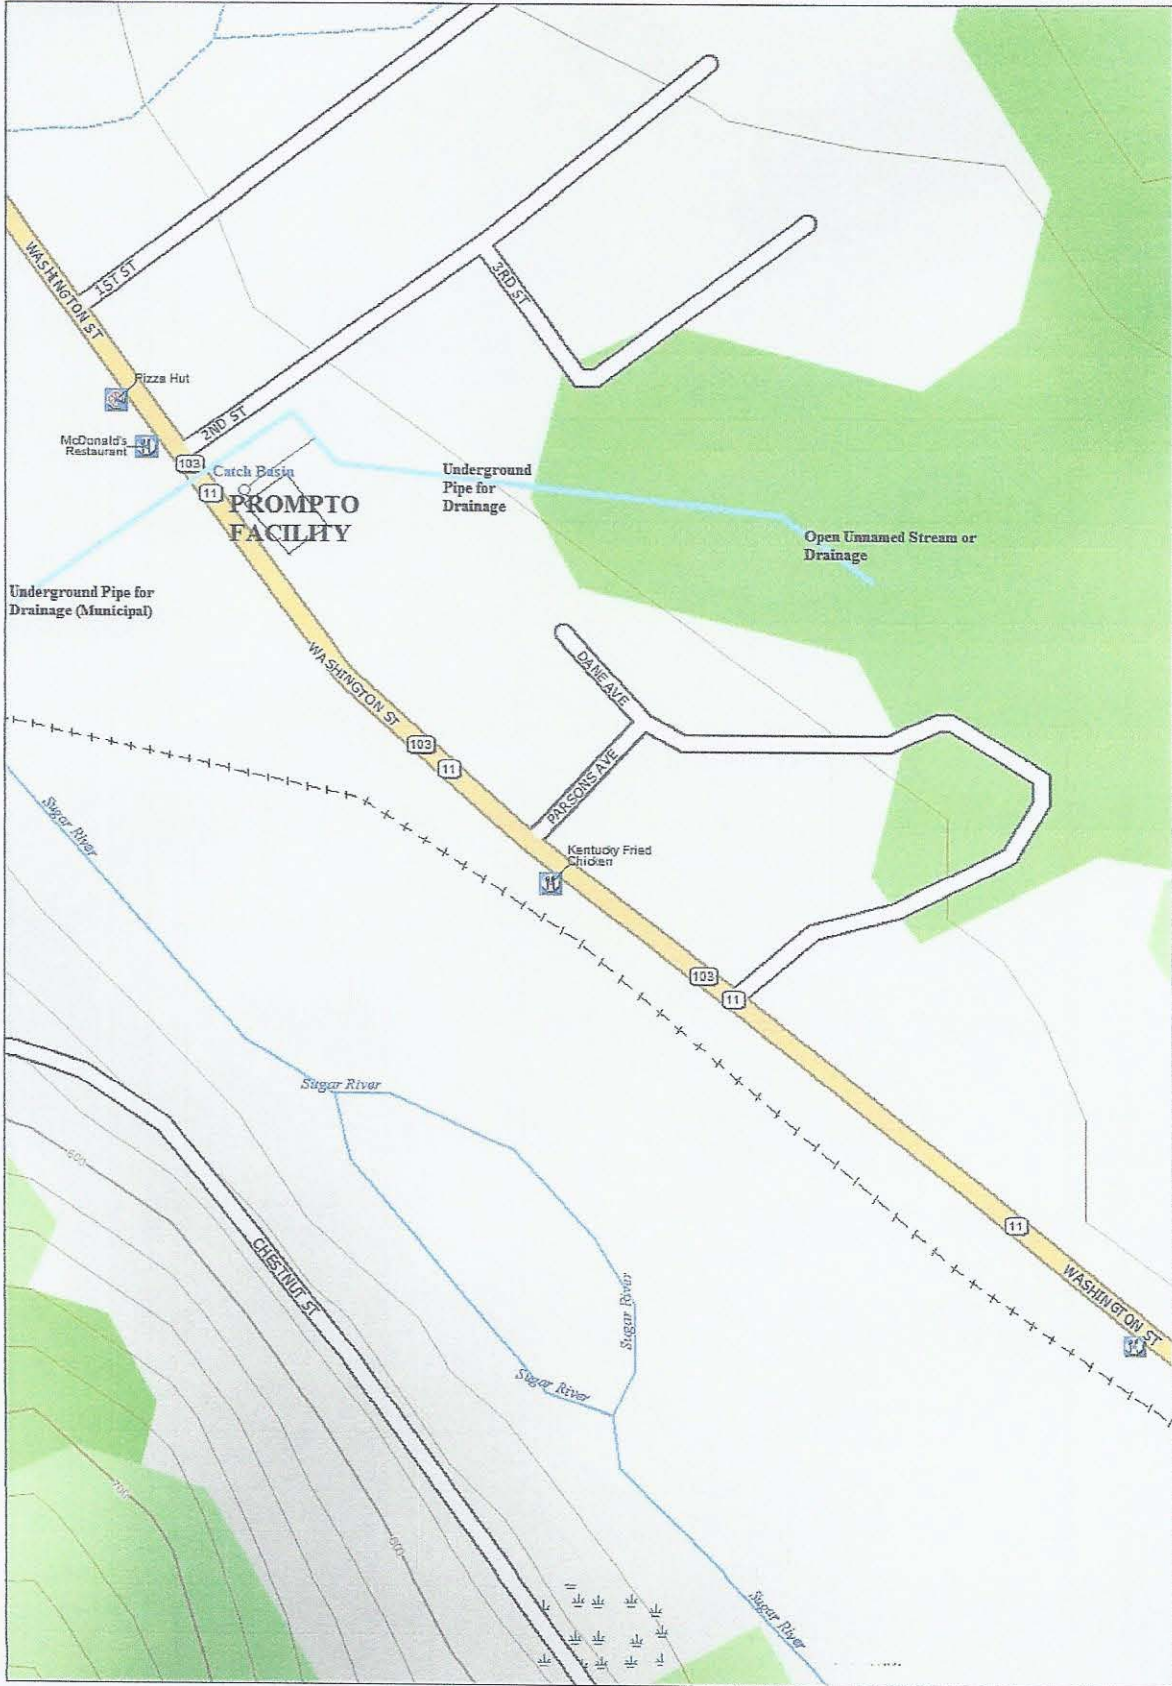 WASHINGTON ST
1ST ST
3RD ST
Pizza Hut
McDonald's
Restaurant
2ND ST
103
11
Catch Basin
PROMPTO
FACILITY
Underground
Pipe for
Drainage
Open Unnamed Stream or
Drainage
Underground Pipe for
Drainage (Municipal)
WASHINGTON ST
DANE AVE
PARSONS AVE
103
11
Sugar River
Kentucky Fried
Chicken
103
11
Sugar River
600
CHESTNUT ST
11
WASHINGTON ST
Sugar River
Sugar River
700
600
Sugar River